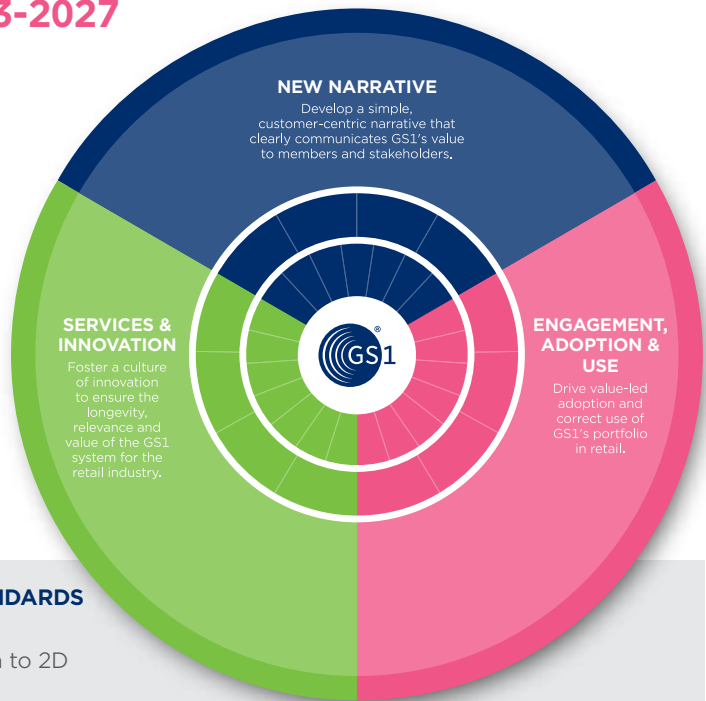 3-2027
NEW NARRATIVE
Develop a simple,
customer-centric narrative that
clearly communicates GS1's value
to members and stakeholders.
SERVICES &
INNOVATION
Foster a culture
of innovation
to ensure the
longevity,
relevance and
value of the GS1
system for the
retail industry.
GS1®
ENGAGEMENT,
ADOPTION &
USE
Drive value-led
adoption and
correct use of
GS1's portfolio
in retail.
NDARDS
to 2D